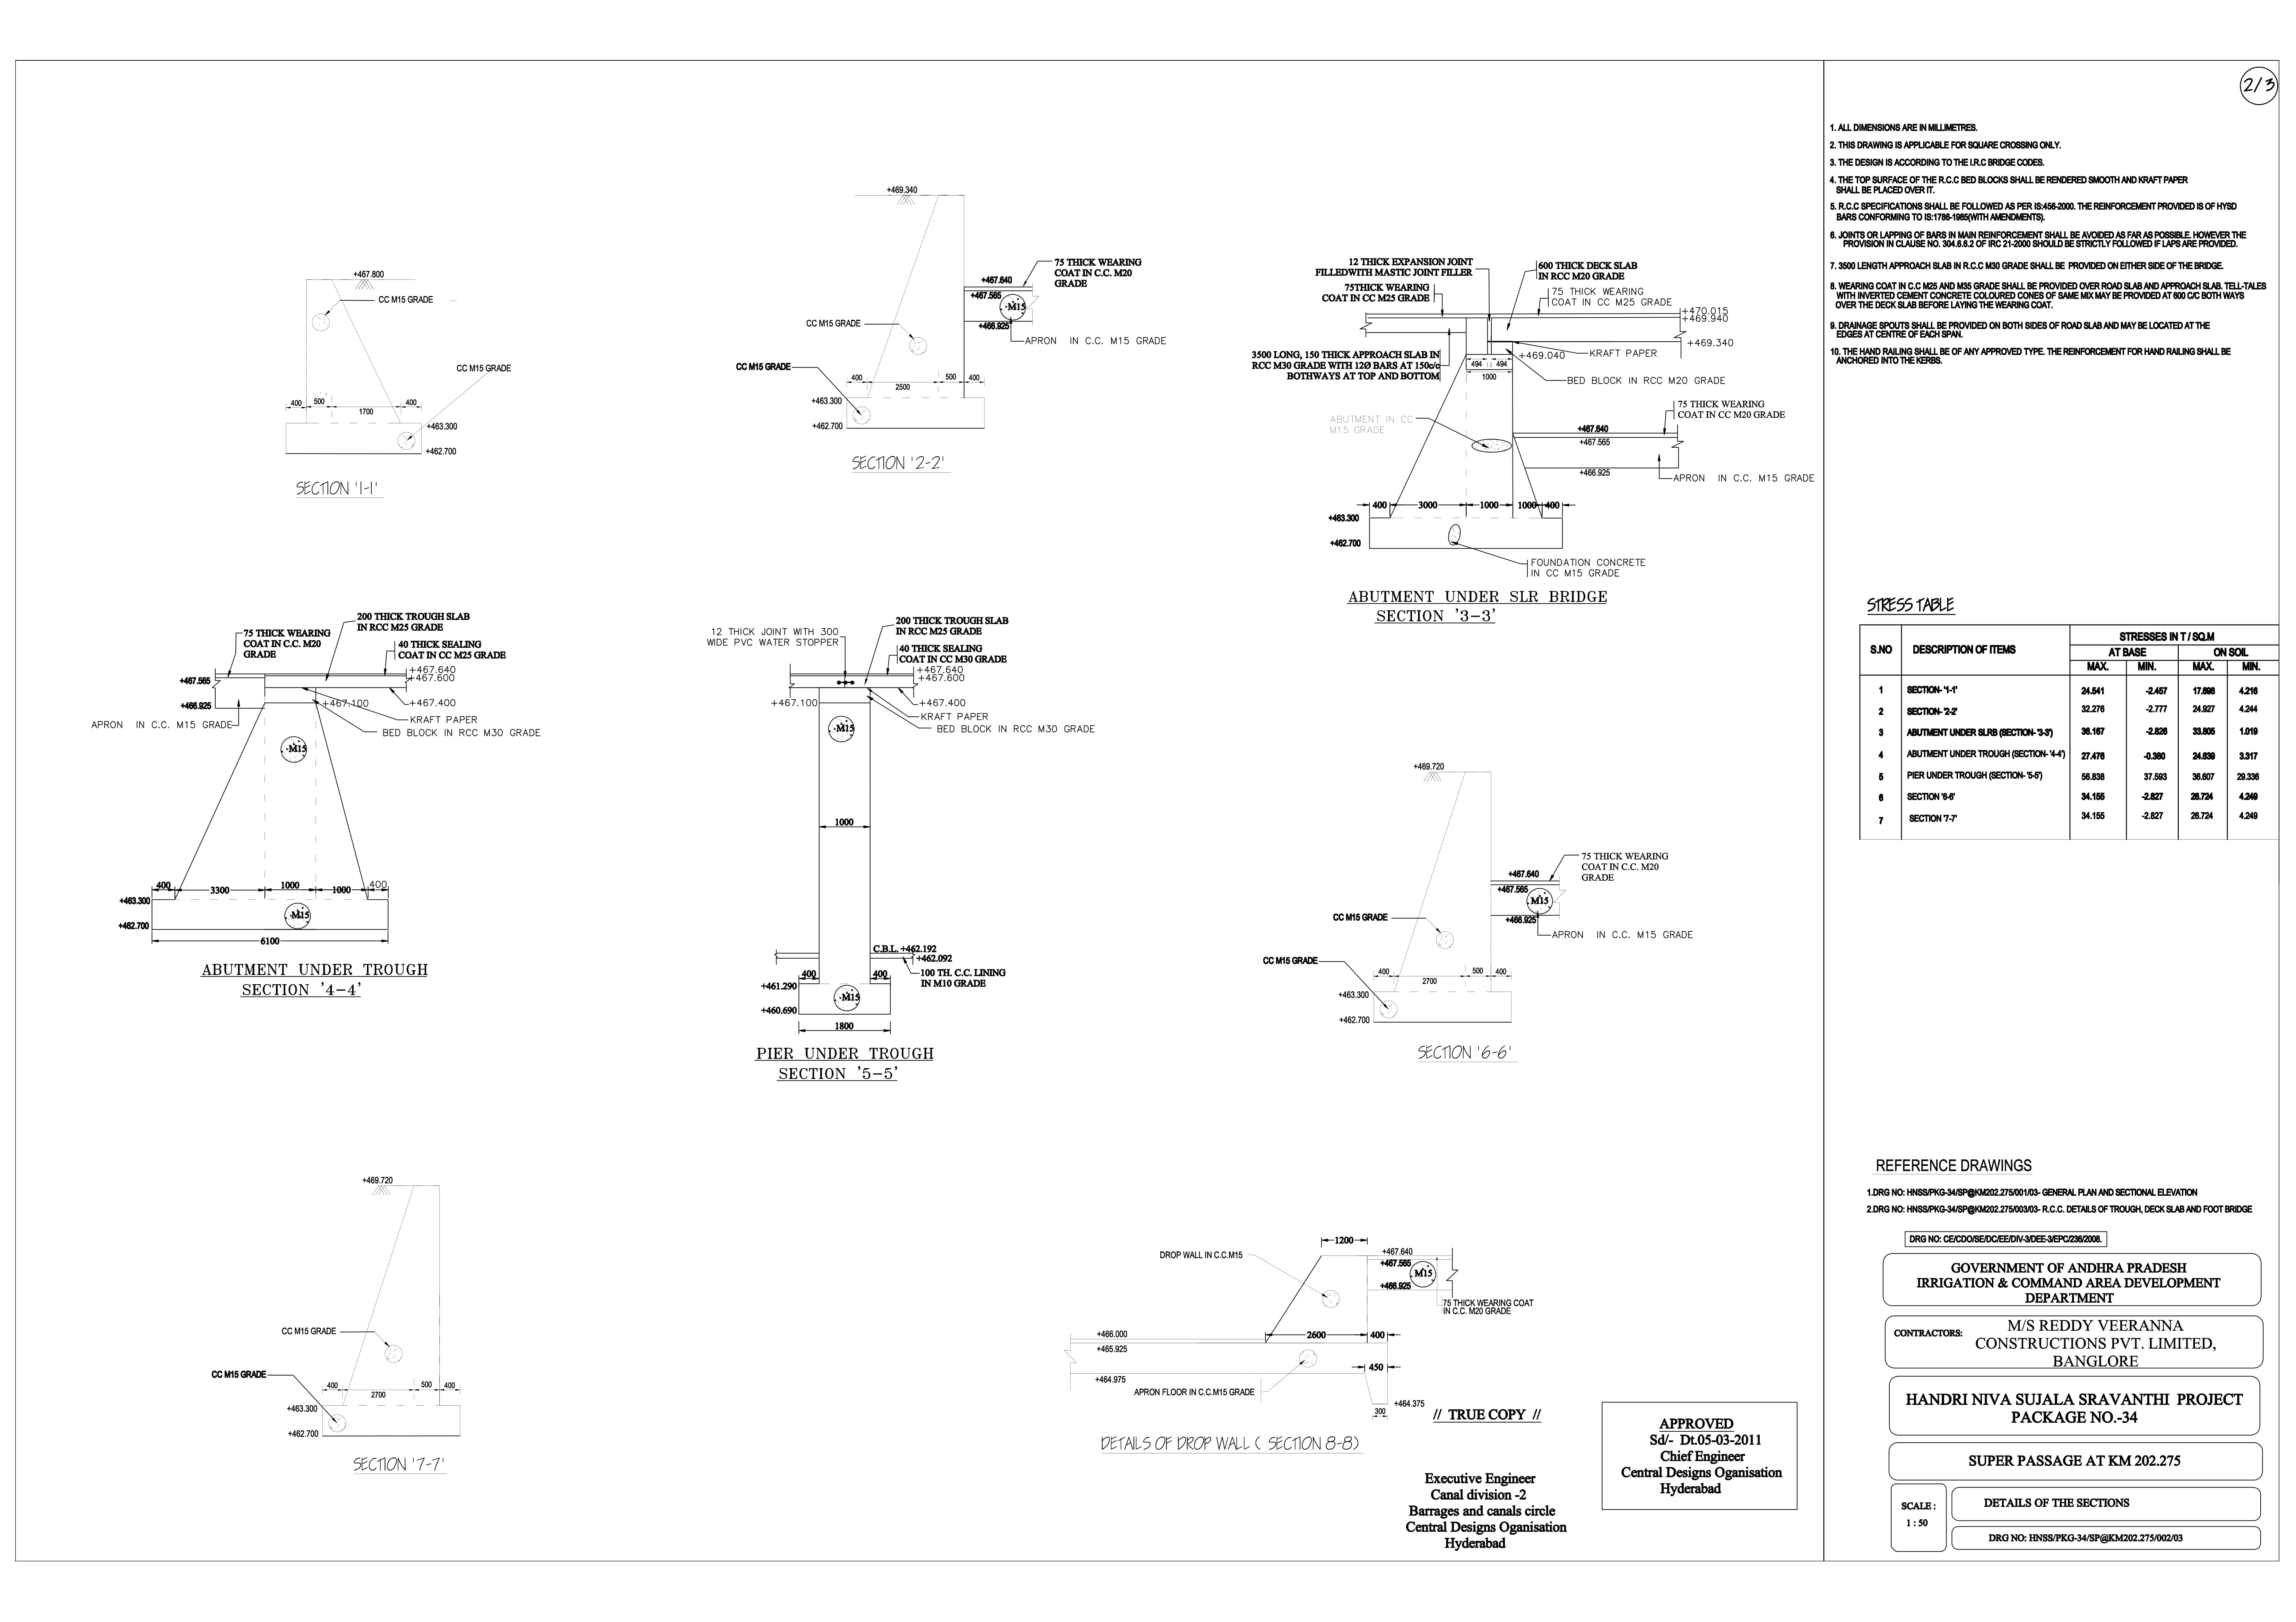 2/3
1. ALL DIMENSIONS ARE IN MILLIMETRES.
2. THIS DRAWING IS APPLICABLE FOR SQUARE CROSSING ONLY.
3. THE DESIGN IS ACCORDING TO THE I.R.C BRIDGE CODES.
4. THE TOP SURFACE OF THE R.C.C BED BLOCKS SHALL BE RENDERED SMOOTH AND KRAFT PAPER
SHALL BE PLACED OVER IT.
5. R.C.C SPECIFICATIONS SHALL BE FOLLOWED AS PER IS:456-2000. THE REINFORCEMENT PROVIDED IS OF HYSD
BARS CONFORMING TO IS:1786-1985(WITH AMENDMENTS).
6. JOINTS OR LAPPING OF BARS IN MAIN REINFORCEMENT SHALL BE AVOIDED AS FAR AS POSSIBLE. HOWEVER THE
PROVISION IN CLAUSE NO. 304.6.6.2 OF IRC 21-2000 SHOULD BE STRICTLY FOLLOWED IF LAPS ARE PROVIDED.
7. 3500 LENGTH APPROACH SLAB IN R.C.C M30 GRADE SHALL BE PROVIDED ON EITHER SIDE OF THE BRIDGE.
8. WEARING COAT IN C.C M25 AND M35 GRADE SHALL BE PROVIDED OVER ROAD SLAB AND APPROACH SLAB. TELL-TALES
WITH INVERTED CEMENT CONCRETE COLOURED CONES OF SAME MIX MAY BE PROVIDED AT 600 C/C BOTH WAYS
OVER THE DECK SLAB BEFORE LAYING THE WEARING COAT.
9. DRAINAGE SPOUTS SHALL BE PROVIDED ON BOTH SIDES OF ROAD SLAB AND MAY BE LOCATED AT THE
EDGES AT CENTRE OF EACH SPAN.
10. THE HAND RAILING SHALL BE OF ANY APPROVED TYPE. THE REINFORCEMENT FOR HAND RAILING SHALL BE
ANCHORED INTO THE KERBS.
+467.800
CC M15 GRADE
CC M15 GRADE
400 500 1700 400
+463.300
+462.700
SECTION '1-1'
+469.340
75 THICK WEARING
COAT IN C.C. M20
GRADE
+467.640
+467.565
M15
+466.925
APRON IN C.C. M15 GRADE
CC M15 GRADE
CC M15 GRADE
400 2500 500 400
+463.300
+462.700
SECTION '2-2'
12 THICK EXPANSION JOINT
FILLEDWITH MASTIC JOINT FILLER
600 THICK DECK SLAB
IN RCC M20 GRADE
75THICK WEARING
COAT IN CC M25 GRADE
75 THICK WEARING
COAT IN CC M25 GRADE
+470.015
+469.940
+469.340
3500 LONG, 150 THICK APPROACH SLAB IN
RCC M30 GRADE WITH 12Ø BARS AT 150c/c
BOTHWAYS AT TOP AND BOTTOM
+469.040
KRAFT PAPER
494 494
1000
BED BLOCK IN RCC M20 GRADE
75 THICK WEARING
COAT IN CC M20 GRADE
ABUTMENT IN CC
M15 GRADE
+467.640
+467.565
+466.925
APRON IN C.C. M15 GRADE
400 3000 1000 1000 400
+463.300
+462.700
FOUNDATION CONCRETE
IN CC M15 GRADE
ABUTMENT UNDER SLR BRIDGE
SECTION '3-3'
200 THICK TROUGH SLAB
IN RCC M25 GRADE
75 THICK WEARING
COAT IN C.C. M20
GRADE
40 THICK SEALING
COAT IN CC M25 GRADE
+467.640
+467.600
+467.565
+466.925
+467.100
+467.400
APRON IN C.C. M15 GRADE
KRAFT PAPER
BED BLOCK IN RCC M30 GRADE
M15
400 3300 1000 1000 400
+463.300
M15
+462.700
6100
ABUTMENT UNDER TROUGH
SECTION '4-4'
12 THICK JOINT WITH 300
WIDE PVC WATER STOPPER
200 THICK TROUGH SLAB
IN RCC M25 GRADE
40 THICK SEALING
COAT IN CC M30 GRADE
+467.640
+467.600
+467.100
+467.400
KRAFT PAPER
BED BLOCK IN RCC M30 GRADE
M15
1000
C.B.L. +462.192
+462.092
400 400
100 TH. C.C. LINING
IN M10 GRADE
+461.290
M15
+460.690
1800
PIER UNDER TROUGH
SECTION '5-5'
+469.720
75 THICK WEARING
COAT IN C.C. M20
GRADE
+467.640
+467.565
M15
+466.925
APRON IN C.C. M15 GRADE
CC M15 GRADE
CC M15 GRADE
400 2700 500 400
+463.300
+462.700
SECTION '6-6'
+469.720
CC M15 GRADE
CC M15 GRADE
400 2700 500 400
+463.300
+462.700
SECTION '7-7'
1200
DROP WALL IN C.C.M15
+467.640
+467.565
M15
+466.925
75 THICK WEARING COAT
IN C.C. M20 GRADE
+466.000
2600 400
+465.925
450
+464.975
APRON FLOOR IN C.C.M15 GRADE
+464.375
300
DETAILS OF DROP WALL ( SECTION 8-8)
// TRUE COPY //
Executive Engineer
Canal division -2
Barrages and canals circle
Central Designs Oganisation
Hyderabad
APPROVED
Sd/- Dt.05-03-2011
Chief Engineer
Central Designs Oganisation
Hyderabad
STRESS TABLE
S.NO DESCRIPTION OF ITEMS STRESSES IN T / SQ.M
AT BASE ON SOIL
MAX. MIN. MAX. MIN.
1 SECTION- '1-1' 24.541 -2.457 17.698 4.216
2 SECTION- '2-2' 32.276 -2.777 24.927 4.244
3 ABUTMENT UNDER SLRB (SECTION- '3-3') 36.167 -2.826 33.805 1.019
4 ABUTMENT UNDER TROUGH (SECTION- '4-4') 27.476 -0.380 24.639 3.317
5 PIER UNDER TROUGH (SECTION- '5-5') 56.838 37.593 36.607 29.336
6 SECTION '6-6' 34.155 -2.827 26.724 4.249
7 SECTION '7-7' 34.155 -2.827 26.724 4.249
REFERENCE DRAWINGS
1.DRG NO: HNSS/PKG-34/SP@KM202.275/001/03- GENERAL PLAN AND SECTIONAL ELEVATION
2.DRG NO: HNSS/PKG-34/SP@KM202.275/003/03- R.C.C. DETAILS OF TROUGH, DECK SLAB AND FOOT BRIDGE
DRG NO: CE/CDO/SE/DC/EE/DIV-3/DEE-3/EPC/236/2008.
GOVERNMENT OF ANDHRA PRADESH
IRRIGATION & COMMAND AREA DEVELOPMENT
DEPARTMENT
CONTRACTORS: M/S REDDY VEERANNA
CONSTRUCTIONS PVT. LIMITED,
BANGLORE
HANDRI NIVA SUJALA SRAVANTHI PROJECT
PACKAGE NO.-34
SUPER PASSAGE AT KM 202.275
SCALE :
1 : 50
DETAILS OF THE SECTIONS
DRG NO: HNSS/PKG-34/SP@KM202.275/002/03